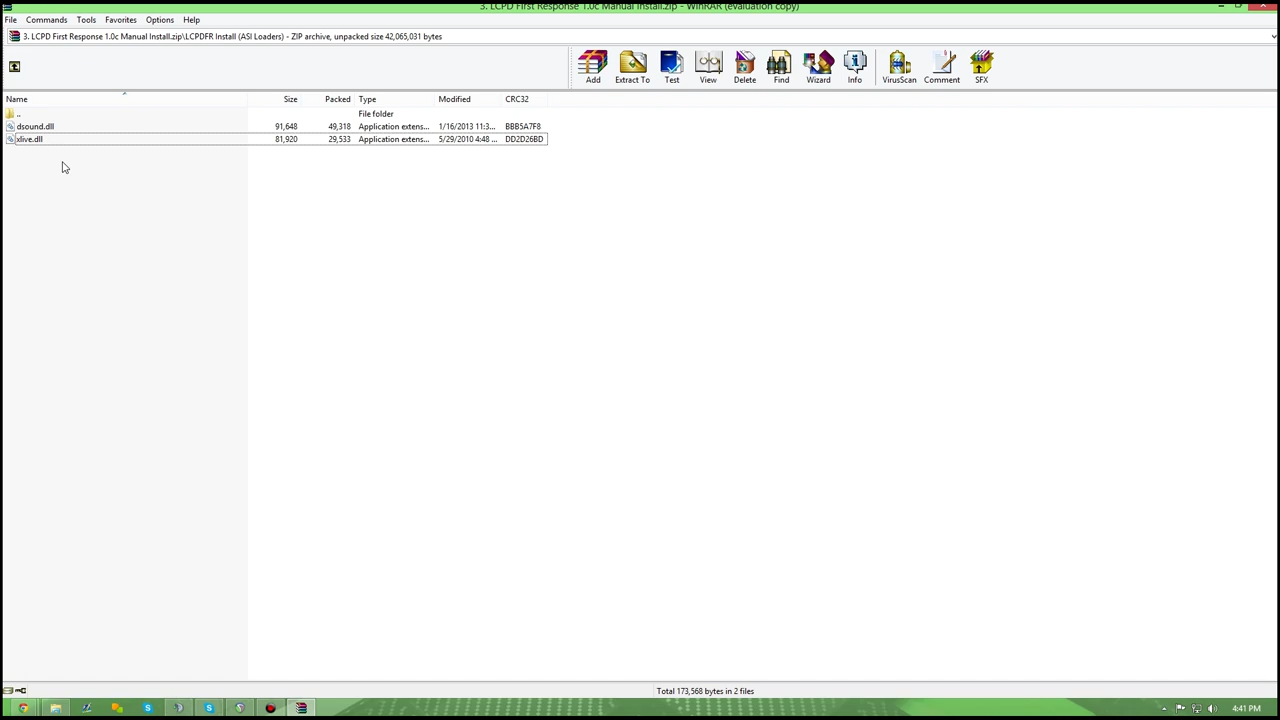 3. LCPD First Response 1.0c Manual Install.zip - WinRAR (evaluation copy)
File Commands Tools Favorites Options Help
3. LCPD First Response 1.0c Manual Install.zip\LCPDFR Install (ASI Loaders) - ZIP archive, unpacked size 42,065,031 bytes
Add Extract To Test View Delete Find Wizard Info VirusScan Comment SFX
Name Size Packed Type Modified CRC32
.. File folder
dsound.dll 91,648 49,318 Application extens... 1/16/2013 11:3... BBB5A7F8
xlive.dll 81,920 29,533 Application extens... 5/29/2010 4:48 ... DD2D26BD
Total 173,568 bytes in 2 files
4:41 PM